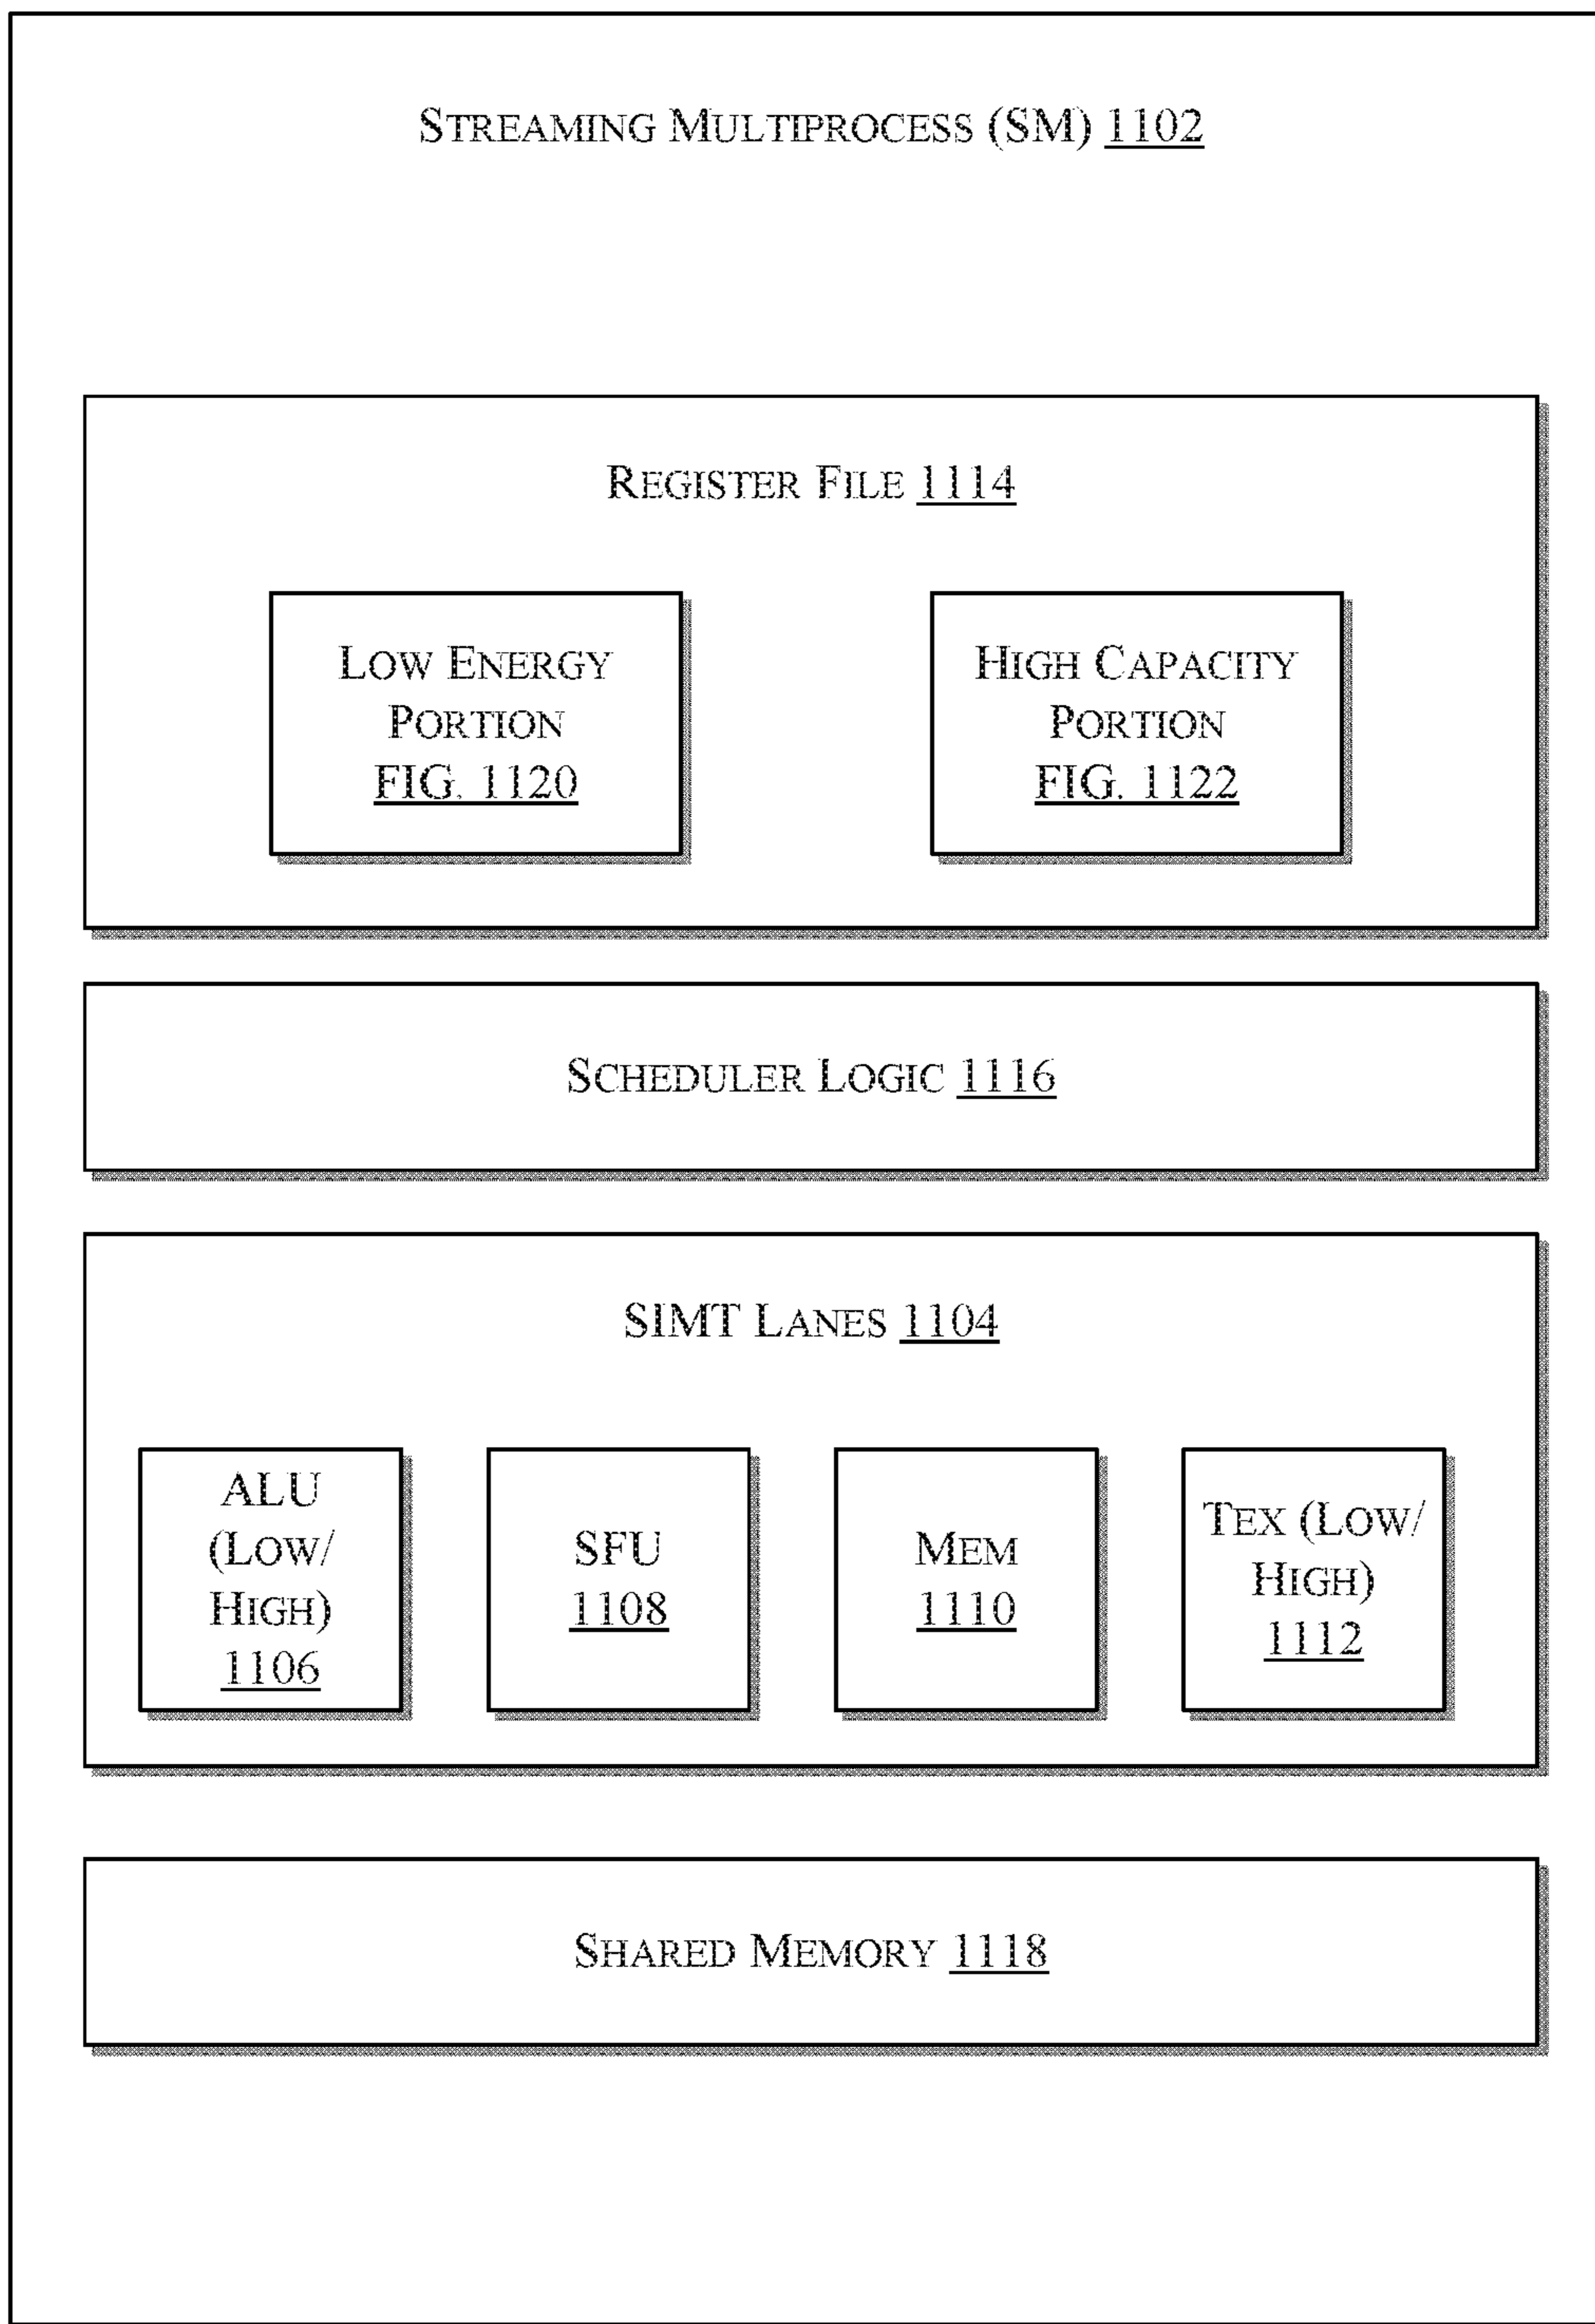 STREAMING MULTIPROCESS (SM) 1102
REGISTER FILE 1114
LOW ENERGY
PORTION
FIG. 1120
HIGH CAPACITY
PORTION
FIG. 1122
SCHEDULER LOGIC 1116
SIMT LANES 1104
ALU
(LOW/
HIGH)
1106
SFU
1108
MEM
1110
TEX (LOW/
HIGH)
1112
SHARED MEMORY 1118